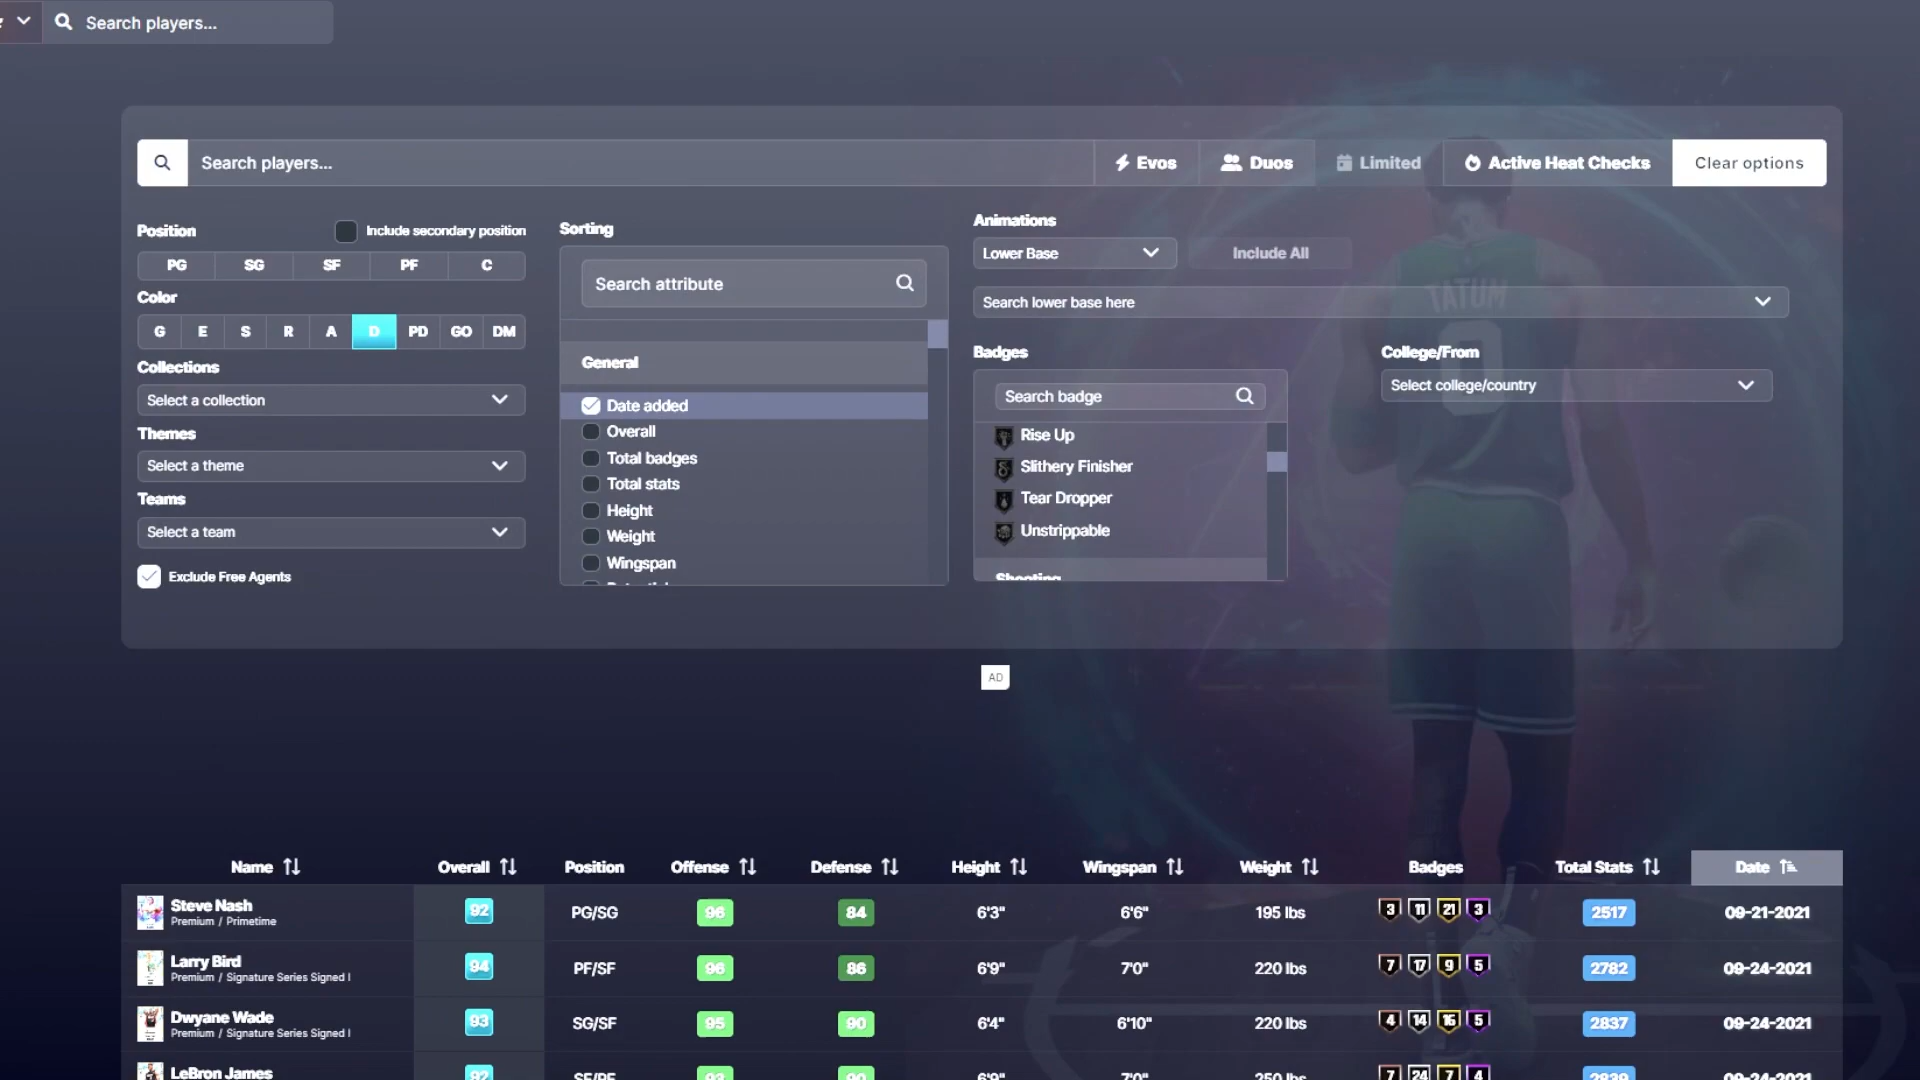 Search players...
Search players... Evos Duos Limited Active Heat Checks Clear options
Position Include secondary position
PG SG SF PF C
Color
G E S R A D PD GO DM
Collections
Select a collection
Themes
Select a theme
Teams
Select a team
Exclude Free Agents
Sorting
Search attribute
General
Date added
Overall
Total badges
Total stats
Height
Weight
Wingspan
Animations
Lower Base Include All
Search lower base here
Badges
Search badge
Rise Up
Slithery Finisher
Tear Dropper
Unstrippable
Shooting
College/From
Select college/country
TATUM
0
AD
Name Overall Position Offense Defense Height Wingspan Weight Badges Total Stats Date
Steve Nash 92 PG/SG 96 84 6'3" 6'6" 195 lbs 3 11 21 3 2517 09-21-2021
Premium / Primetime
Larry Bird 94 PF/SF 96 86 6'9" 7'0" 220 lbs 7 17 9 5 2782 09-24-2021
Premium / Signature Series Signed I
Dwyane Wade 93 SG/SF 95 90 6'4" 6'10" 220 lbs 4 14 16 5 2837 09-24-2021
Premium / Signature Series Signed I
LeBron James 92 SF/PF 93 90 6'9" 7'0" 250 lbs 7 24 7 4 2839 09-24-2021